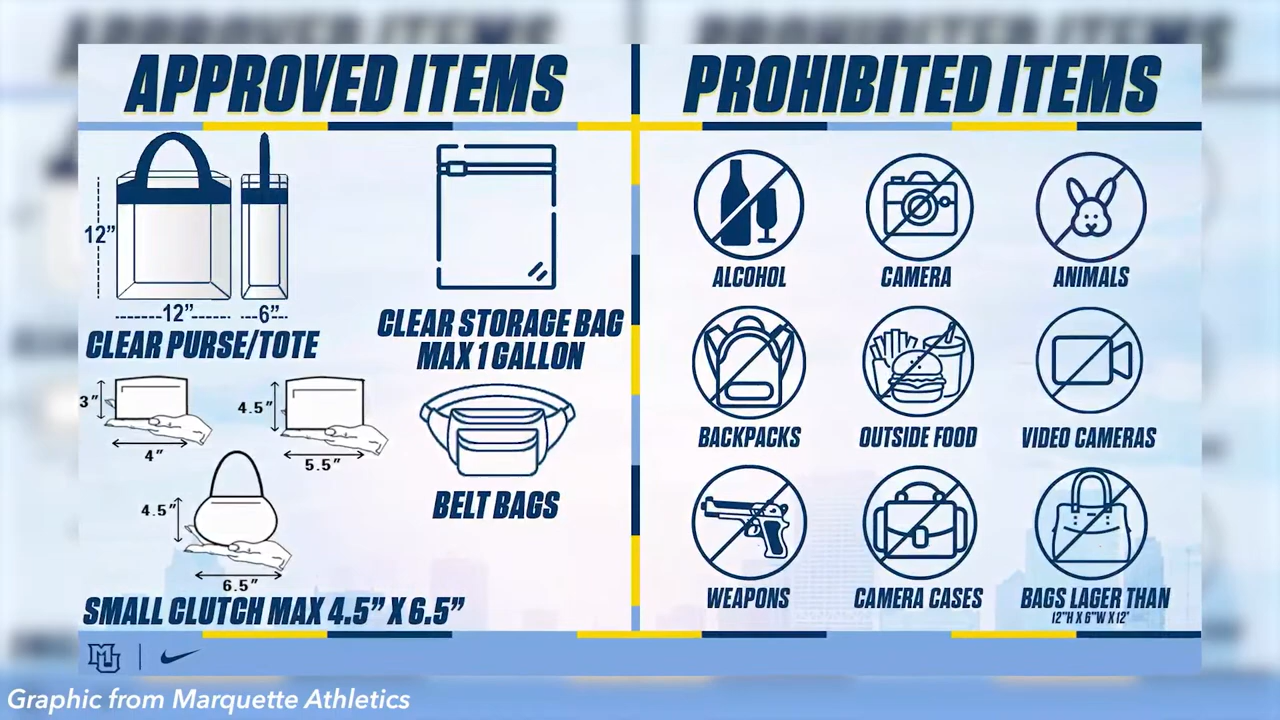 APPROVED ITEMS
12”
12”
6”
CLEAR PURSE/TOTE
CLEAR STORAGE BAG
MAX 1 GALLON
3”
4”
4.5”
5.5”
4.5”
6.5”
SMALL CLUTCH MAX 4.5” X 6.5”
BELT BAGS
PROHIBITED ITEMS
ALCOHOL
CAMERA
ANIMALS
BACKPACKS
OUTSIDE FOOD
VIDEO CAMERAS
WEAPONS
CAMERA CASES
BAGS LAGER THAN
12"H X 6"W X 12"
MU
Graphic from Marquette Athletics